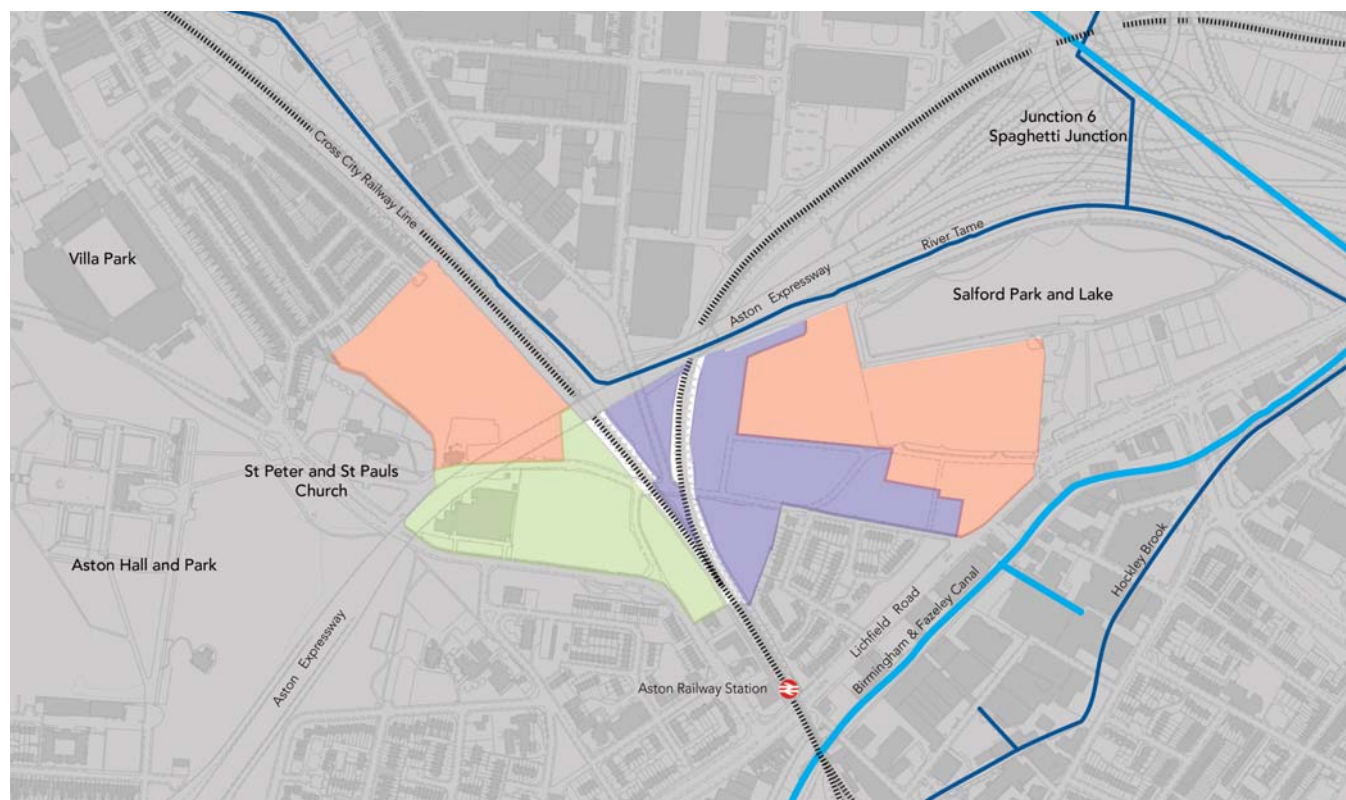 Junction 6
Spaghetti Junction
Cross City Railway Line
Villa Park
River Tame
Aston Expressway
Salford Park and Lake
St Peter and St Pauls
Church
Aston Hall and Park
Hockley Brook
Lichfield Road
Birmingham & Fazeley Canal
Aston Expressway
Aston Railway Station